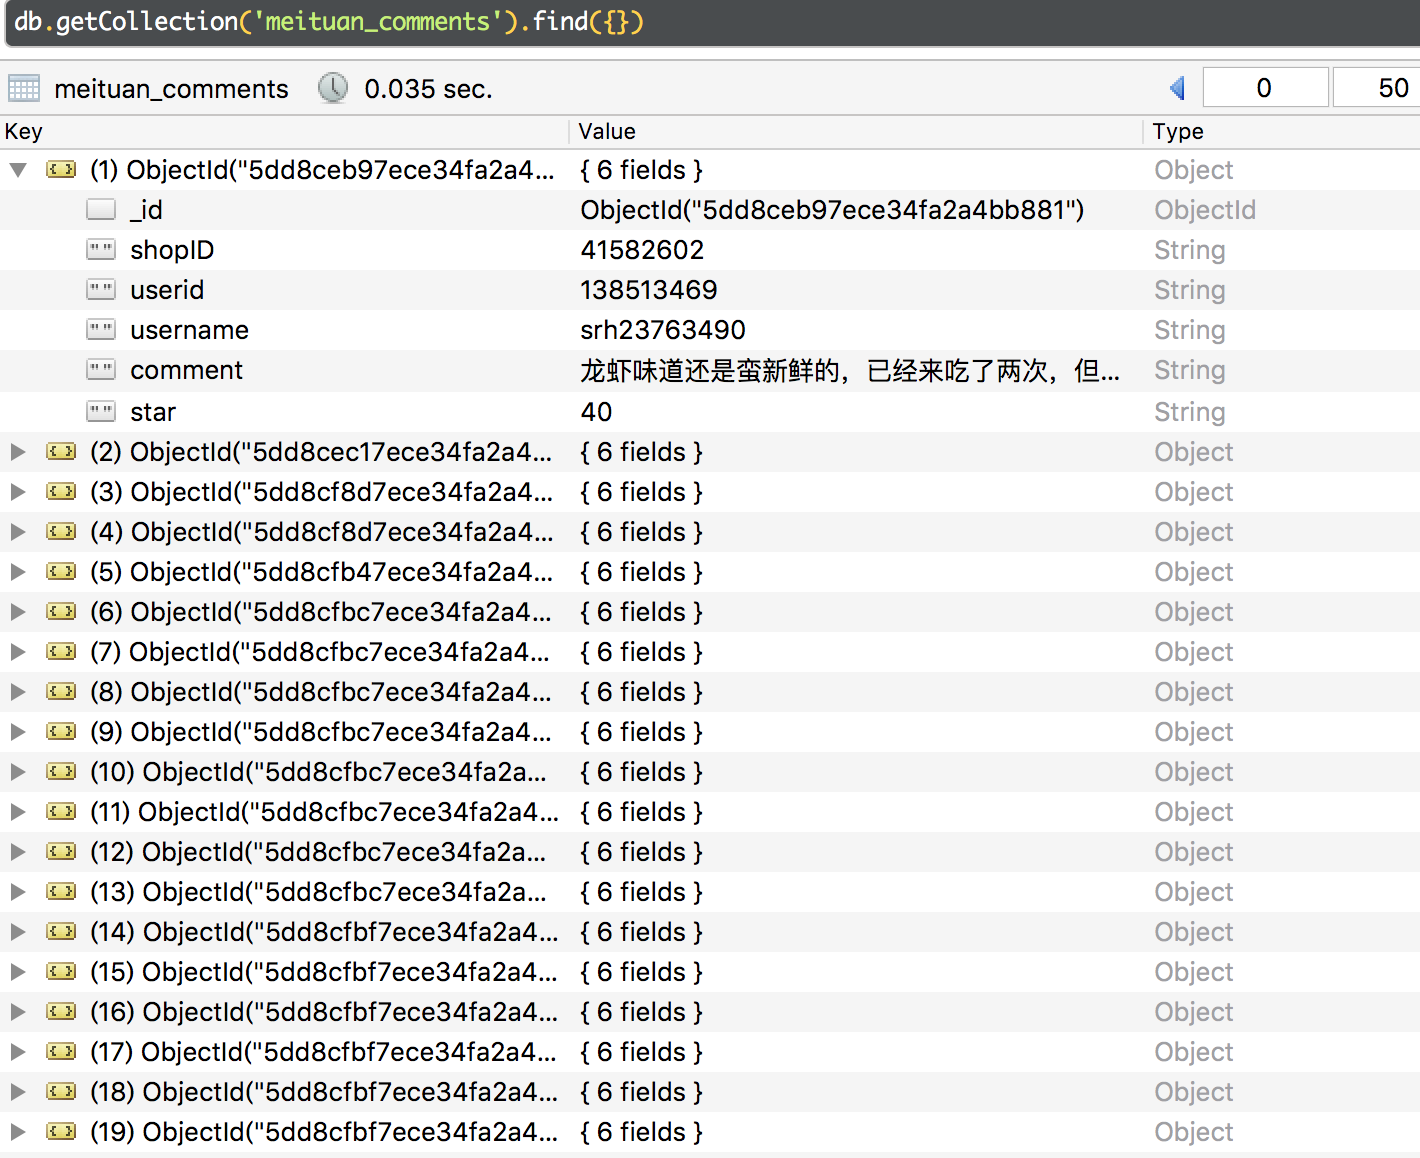 db.getCollection('meituan_comments').find({})
meituan_comments 0.035 sec. 0 50
Key Value Type
(1) ObjectId("5dd8ceb97ece34fa2a4... { 6 fields } Object
_id ObjectId("5dd8ceb97ece34fa2a4bb881") ObjectId
shopID 41582602 String
userid 138513469 String
username srh23763490 String
comment 龙虾味道还是蛮新鲜的，已经来吃了两次，但... String
star 40 String
(2) ObjectId("5dd8cec17ece34fa2a4... { 6 fields } Object
(3) ObjectId("5dd8cf8d7ece34fa2a4... { 6 fields } Object
(4) ObjectId("5dd8cf8d7ece34fa2a4... { 6 fields } Object
(5) ObjectId("5dd8cfb47ece34fa2a4... { 6 fields } Object
(6) ObjectId("5dd8cfbc7ece34fa2a4... { 6 fields } Object
(7) ObjectId("5dd8cfbc7ece34fa2a4... { 6 fields } Object
(8) ObjectId("5dd8cfbc7ece34fa2a4... { 6 fields } Object
(9) ObjectId("5dd8cfbc7ece34fa2a4... { 6 fields } Object
(10) ObjectId("5dd8cfbc7ece34fa2a... { 6 fields } Object
(11) ObjectId("5dd8cfbc7ece34fa2a4... { 6 fields } Object
(12) ObjectId("5dd8cfbc7ece34fa2a... { 6 fields } Object
(13) ObjectId("5dd8cfbc7ece34fa2a... { 6 fields } Object
(14) ObjectId("5dd8cfbf7ece34fa2a4... { 6 fields } Object
(15) ObjectId("5dd8cfbf7ece34fa2a4... { 6 fields } Object
(16) ObjectId("5dd8cfbf7ece34fa2a4... { 6 fields } Object
(17) ObjectId("5dd8cfbf7ece34fa2a4... { 6 fields } Object
(18) ObjectId("5dd8cfbf7ece34fa2a4... { 6 fields } Object
(19) ObjectId("5dd8cfbf7ece34fa2a4... { 6 fields } Object